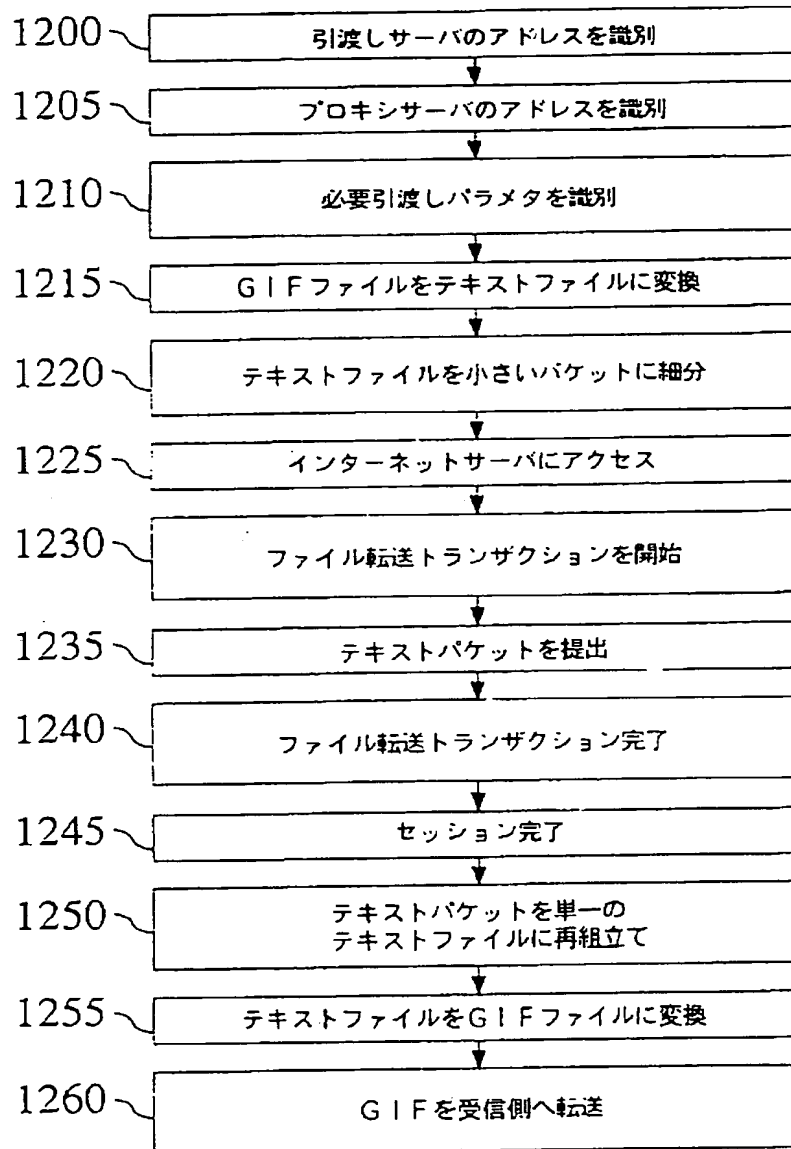 1200
引渡しサーバのアドレスを識別
1205
プロキシサーバのアドレスを識別
1210
必要引渡しパラメタを識別
1215
GIFファイルをテキストファイルに変換
1220
テキストファイルを小さいパケットに細分
1225
インターネットサーバにアクセス
1230
ファイル転送トランザクションを開始
1235
テキストパケットを提出
1240
ファイル転送トランザクション完了
1245
セッション完了
1250
テキストパケットを単一の
テキストファイルに再組立て
1255
テキストファイルをGIFファイルに変換
1260
GIFを受信側へ転送